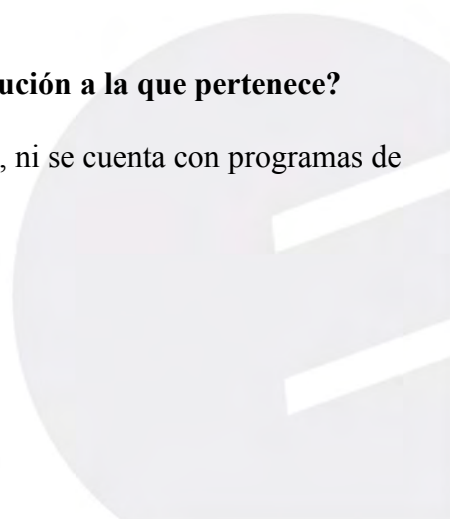 ución a la que pertenece?
, ni se cuenta con programas de